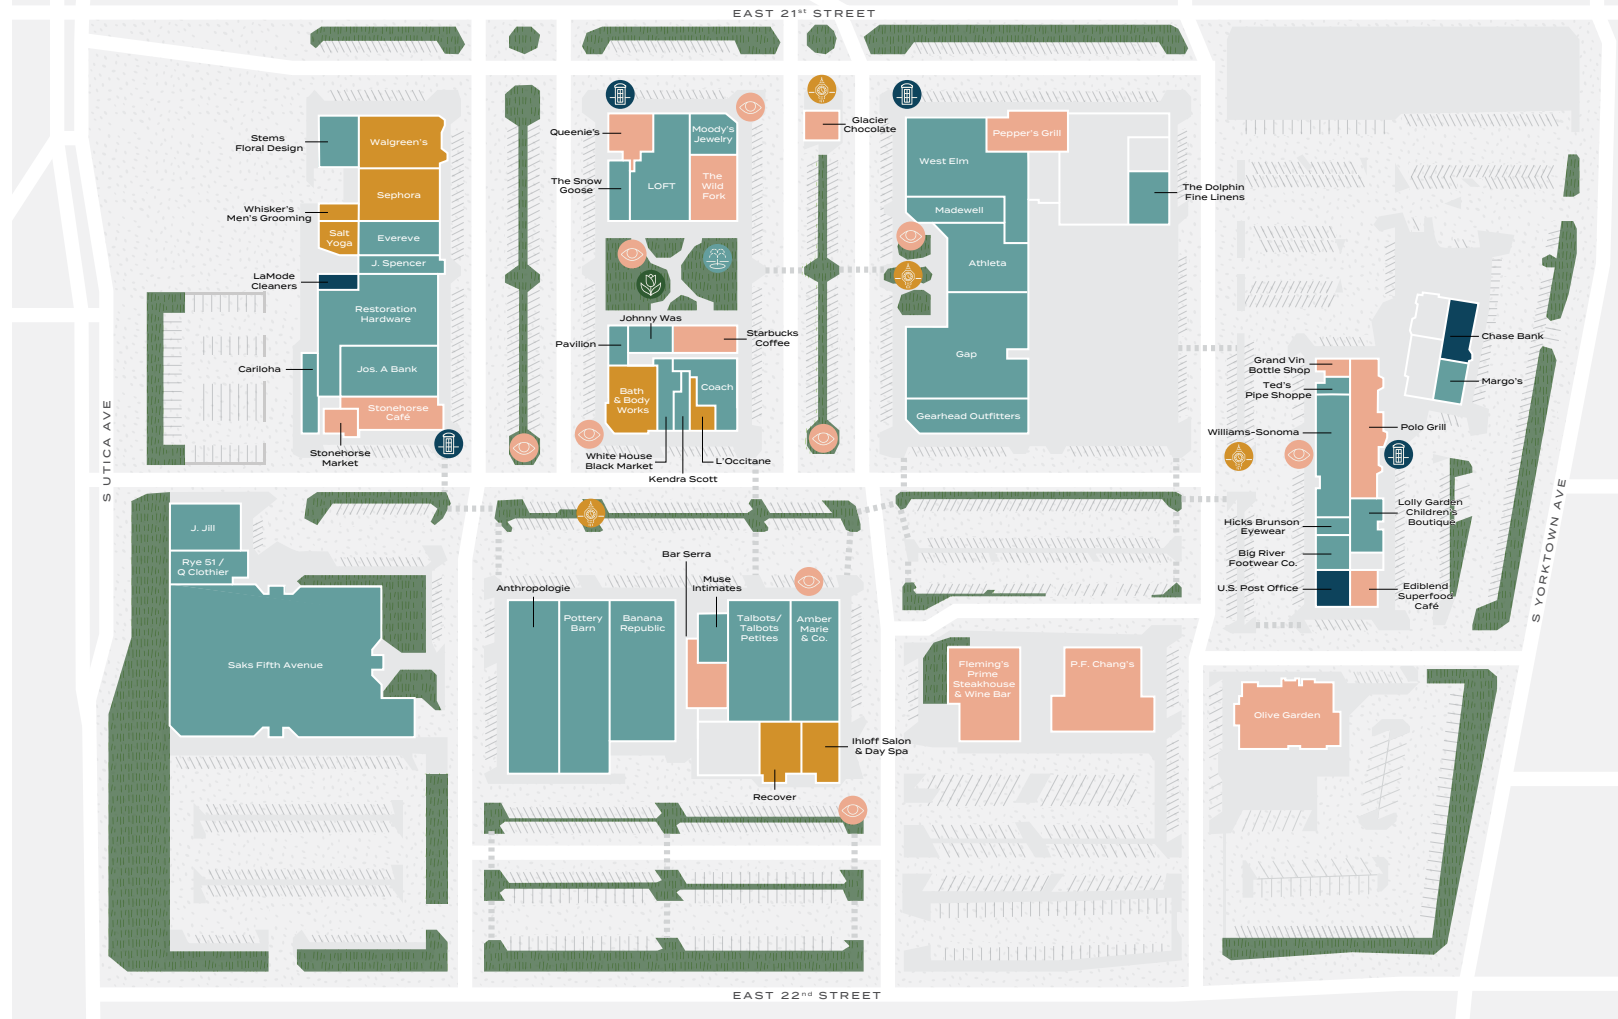 EAST 21st STREET
Stems
Floral Design
Walgreen's
Sephora
Whisker's
Men's Grooming
Salt
Yoga
Evereve
J. Spencer
LaMode
Cleaners
Restoration
Hardware
Cariloha
Jos. A Bank
Stonehorse
Café
Stonehorse
Market
S UTICA AVE
Queenie's
Moody's
Jewelry
The Snow
Goose
LOFT
The
Wild
Fork
Johnny Was
Pavilion
Starbucks
Coffee
Bath
& Body
Works
Coach
White House
Black Market
L'Occitane
Kendra Scott
Glacier
Chocolate
Pepper's Grill
West Elm
The Dolphin
Fine Linens
Madewell
Athleta
Gap
Gearhead Outfitters
Chase Bank
Margo's
Grand Vin
Bottle Shop
Ted's
Pipe Shoppe
Williams-Sonoma
Polo Grill
Lolly Garden
Children's
Boutique
Hicks Brunson
Eyewear
Big River
Footwear Co.
U.S. Post Office
Ediblend
Superfood
Café
S YORKTOWN AVE
J. Jill
Rye 51 /
Q Clothier
Saks Fifth Avenue
Bar Serra
Anthropologie
Muse
Intimates
Pottery
Barn
Banana
Republic
Talbots/
Talbots
Petites
Amber
Marie
& Co.
Ihloff Salon
& Day Spa
Recover
Fleming's
Prime
Steakhouse
& Wine Bar
P.F. Chang's
Olive Garden
EAST 22nd STREET